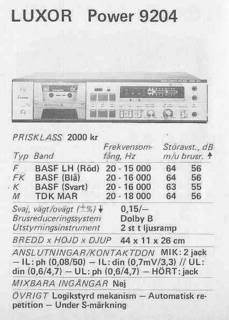 LUXOR Power 9204
PRISKLASS 2000 kr
Frekvensom- Störavst., dB
Typ Band fång, Hz m/u brusr. ↑
F BASF LH (Röd) 20 - 15 000 64 56
FK BASF (Blå) 20 - 16 000 64 56
K BASF (Svart) 20 - 16 000 63 55
M TDK MAR 20 - 18 000 64 56
Svaj, vägt/ovägt (±%) ↓ 0,15/—
Brusreduceringssystem Dolby B
Utstyrningsinstrument 2 st t ljusramp
BREDD x HÖJD x DJUP 44 x 11 x 26 cm
ANSLUTNINGAR/KONTAKTDON MIK: 2 jack
— IL: ph (0,08/50) — IL: din (0,7mV/3,3) // UL:
din (0,6/4,7) — UL: ph (0,6/4,7) — HÖRT: jack
MIXBARA INGÅNGAR Nej
ÖVRIGT Logikstyrd mekanism — Automatisk re-
petition — Under S-märkning